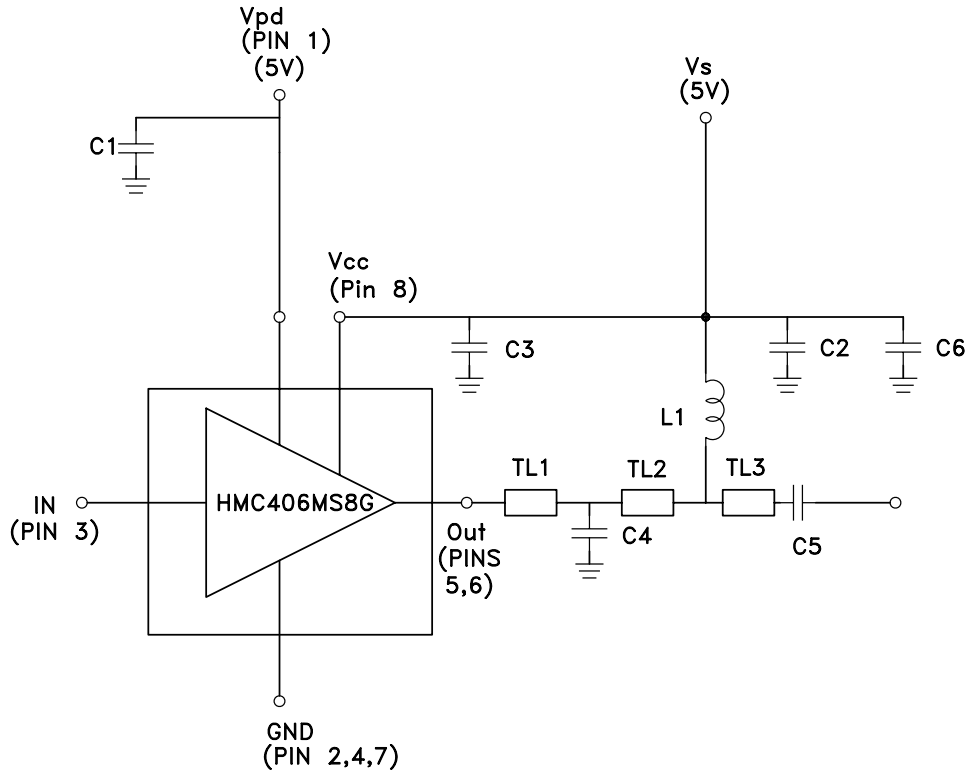 Vpd
(PIN 1)
(5V)
Vs
(5V)
C1
Vcc
(Pin 8)
C3
C2
C6
L1
TL1
TL2
TL3
HMC406MS8G
IN
(PIN 3)
Out
(PINS
5,6)
C4
C5
GND
(PIN 2,4,7)